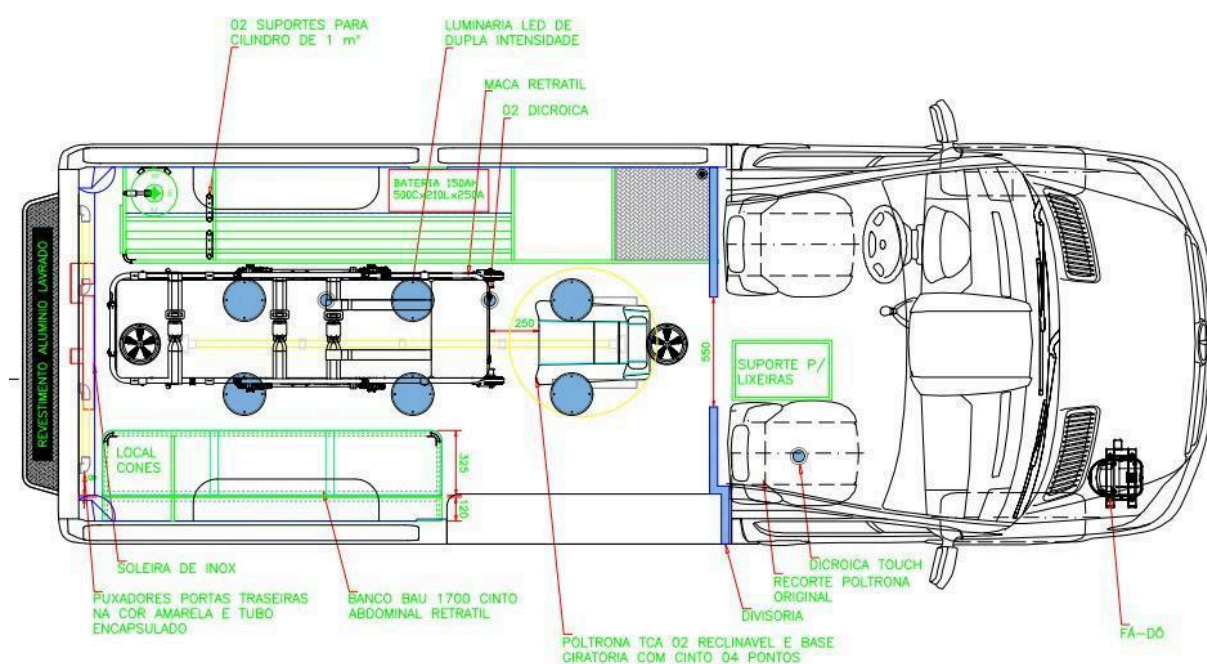 02 SUPORTES PARA
CILINDRO DE 1 m³
LUMINARIA LED DE
DUPLA INTENSIDADE
MACA RETRATIL
02 DICROICA
BATERIA 150AH
500Cx210Lx250A
REVESTIMENTO ALUMINIO LAVRADO
250
550
SUPORTE P/
LIXEIRAS
LOCAL
CONES
325
120
SOLEIRA DE INOX
PUXADORES PORTAS TRASEIRAS
NA COR AMARELA E TUBO
ENCAPSULADO
BANCO BAU 1700 CINTO
ABDOMINAL RETRATIL
POLTRONA TCA 02 RECLINAVEL E BASE
GIRATORIA COM CINTO 04 PONTOS
DIVISORIA
DICROICA TOUCH
RECORTE POLTRONA
ORIGINAL
FÁ-DÔ